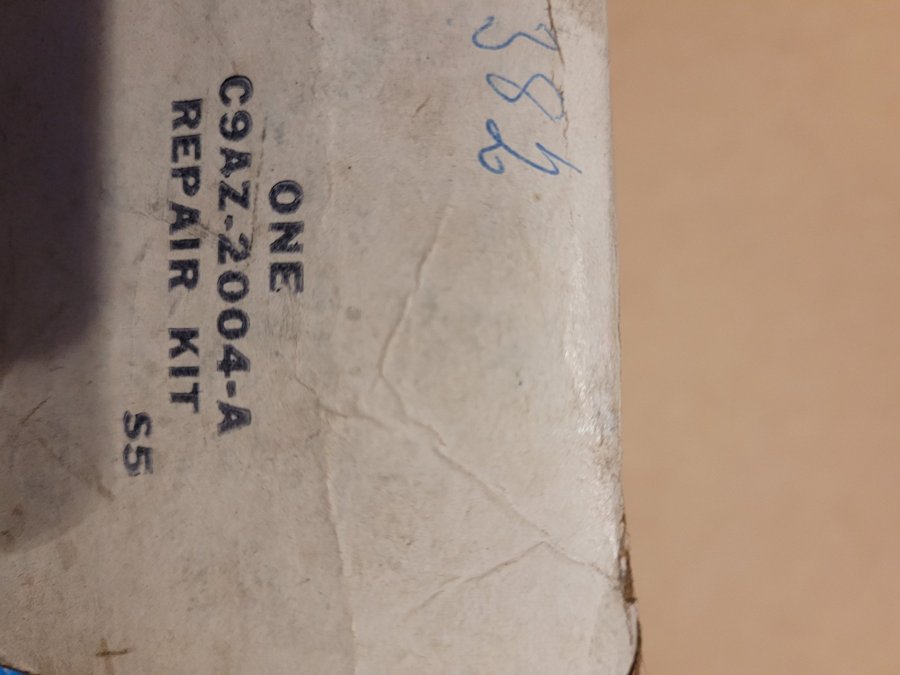 382
ONE
C9AZ-2004-A
REPAIR KIT
S5